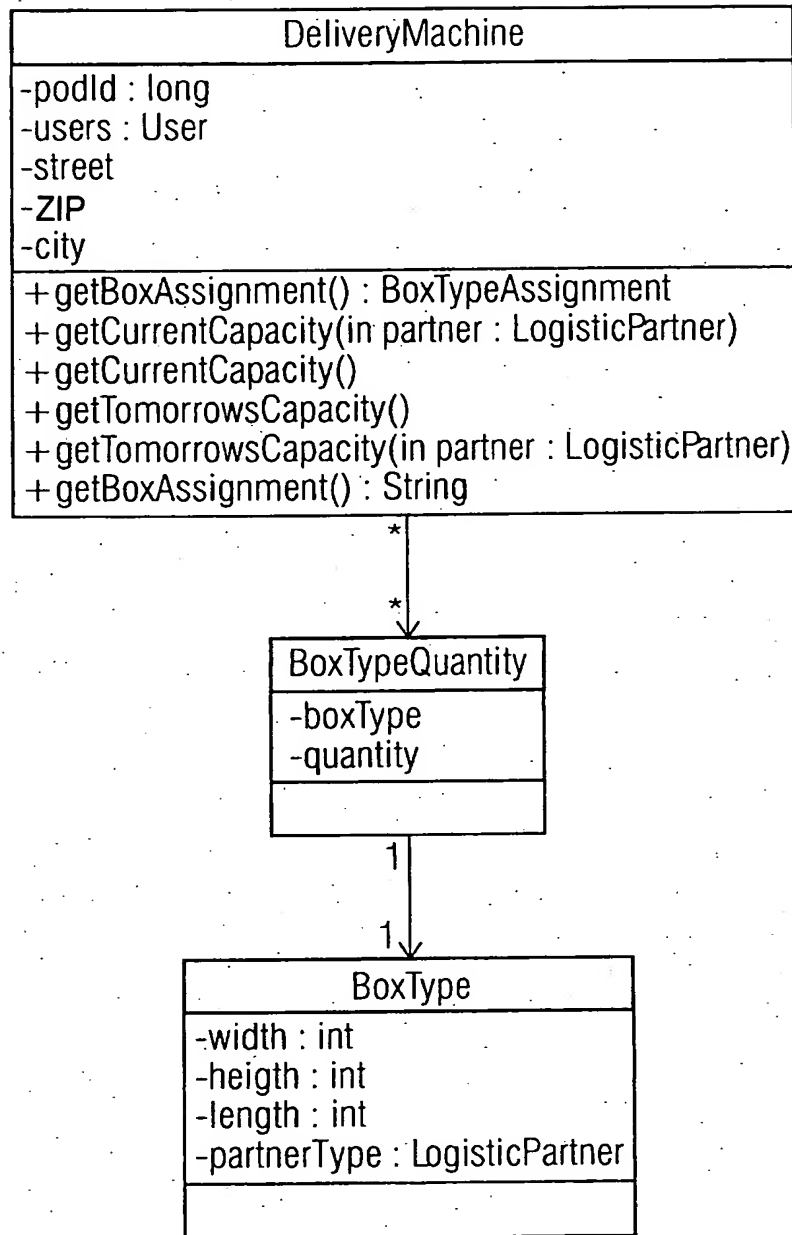 DeliveryMachine
-podId : long
-users : User
-street
-ZIP
-city
+getBoxAssignment() : BoxTypeAssignment
+getCurrentCapacity(in partner : LogisticPartner)
+getCurrentCapacity()
+getTomorrowsCapacity()
+getTomorrowsCapacity(in partner : LogisticPartner)
+getBoxAssignment() : String
*
*
BoxTypeQuantity
-boxType
-quantity
1
1
BoxType
-width : int
-heigth : int
-length : int
-partnerType : LogisticPartner